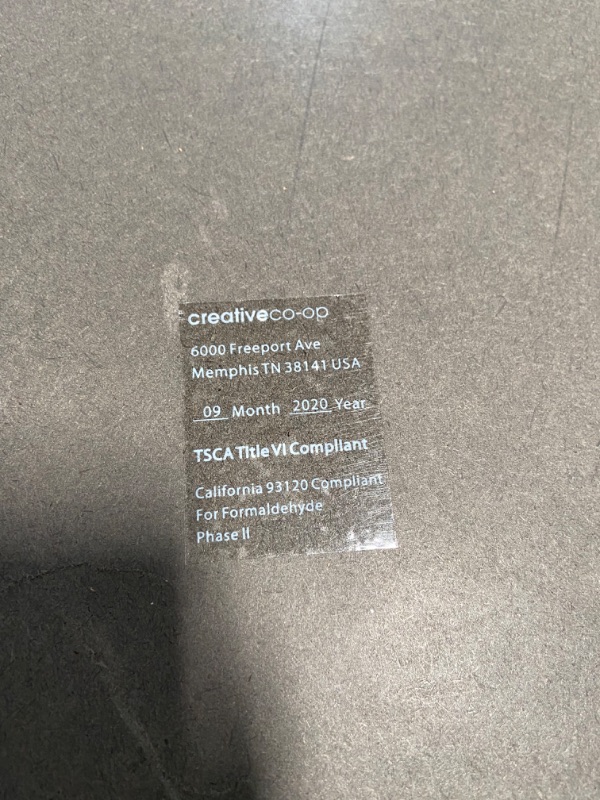 creativeco-op
6000 Freeport Ave
Memphis TN 38141 USA
09 Month 2020 Year
TSCA Title VI Compliant
California 93120 Compliant
For Formaldehyde
Phase II